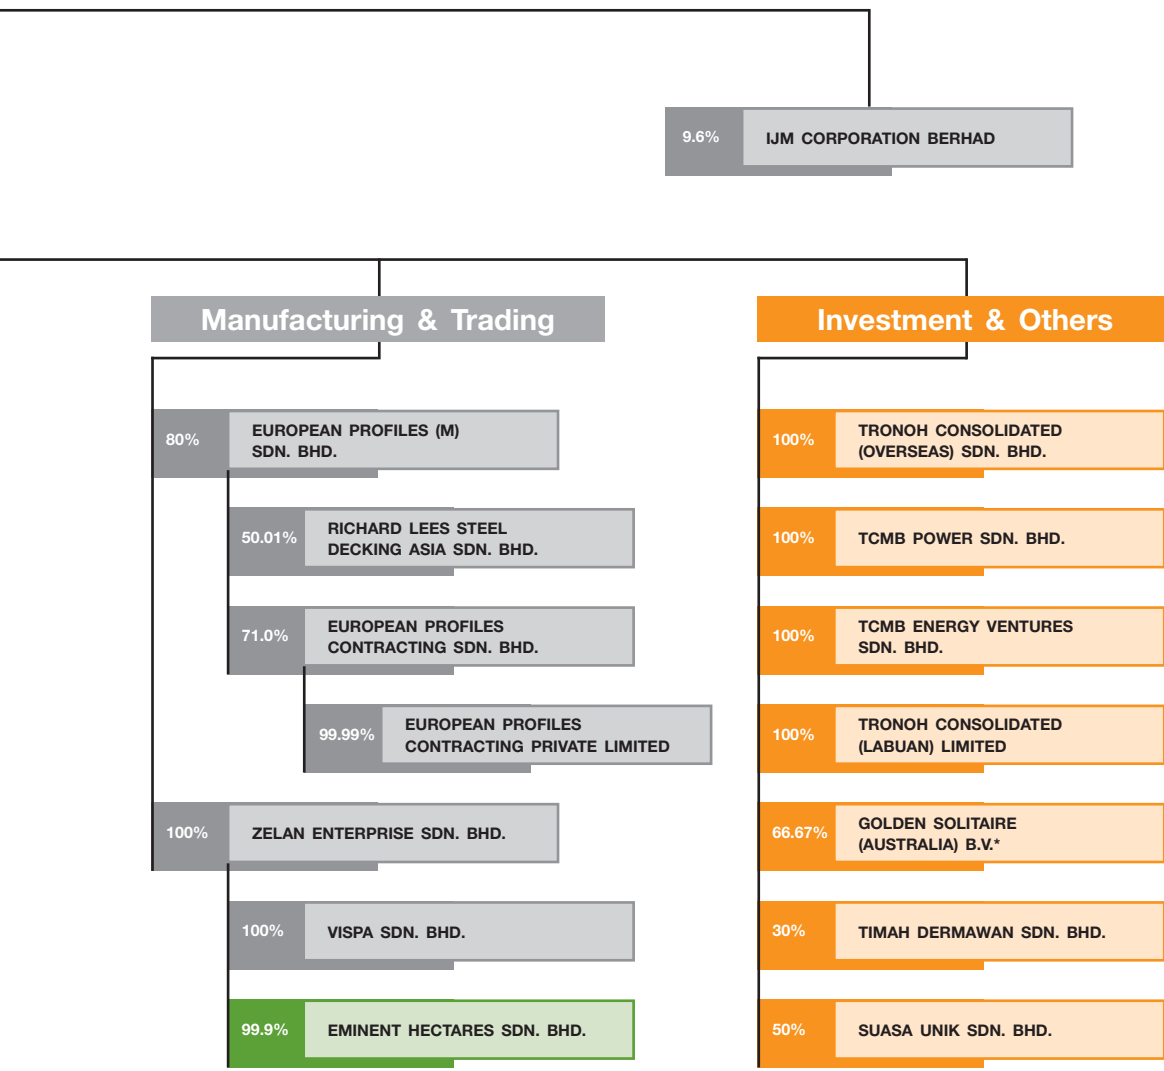 9.6%
IJM CORPORATION BERHAD
Manufacturing & Trading
80%
EUROPEAN PROFILES (M)
SDN. BHD.
50.01%
RICHARD LEES STEEL
DECKING ASIA SDN. BHD.
71.0%
EUROPEAN PROFILES
CONTRACTING SDN. BHD.
99.99%
EUROPEAN PROFILES
CONTRACTING PRIVATE LIMITED
100%
ZELAN ENTERPRISE SDN. BHD.
100%
VISPA SDN. BHD.
99.9%
EMINENT HECTARES SDN. BHD.
Investment & Others
100%
TRONOH CONSOLIDATED
(OVERSEAS) SDN. BHD.
100%
TCMB POWER SDN. BHD.
100%
TCMB ENERGY VENTURES
SDN. BHD.
100%
TRONOH CONSOLIDATED
(LABUAN) LIMITED
66.67%
GOLDEN SOLITAIRE
(AUSTRALIA) B.V.*
30%
TIMAH DERMAWAN SDN. BHD.
50%
SUASA UNIK SDN. BHD.